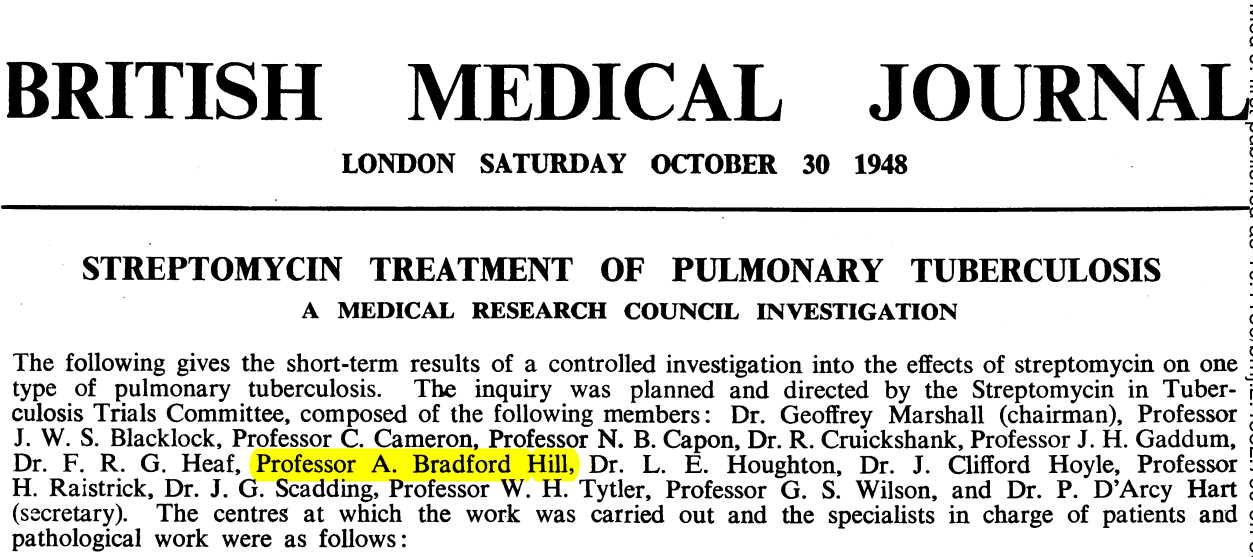 BRITISH MEDICAL JOURNAL
LONDON SATURDAY OCTOBER 30 1948
STREPTOMYCIN TREATMENT OF PULMONARY TUBERCULOSIS
A MEDICAL RESEARCH COUNCIL INVESTIGATION
The following gives the short-term results of a controlled investigation into the effects of streptomycin on one
type of pulmonary tuberculosis. The inquiry was planned and directed by the Streptomycin in Tuber-
culosis Trials Committee, composed of the following members: Dr. Geoffrey Marshall (chairman), Professor
J. W. S. Blacklock, Professor C. Cameron, Professor N. B. Capon, Dr. R. Cruickshank, Professor J. H. Gaddum,
Dr. F. R. G. Heaf, Professor A. Bradford Hill, Dr. L. E. Houghton, Dr. J. Clifford Hoyle, Professor
H. Raistrick, Dr. J. G. Scadding, Professor W. H. Tytler, Professor G. S. Wilson, and Dr. P. D'Arcy Hart
(secretary). The centres at which the work was carried out and the specialists in charge of patients and
pathological work were as follows: